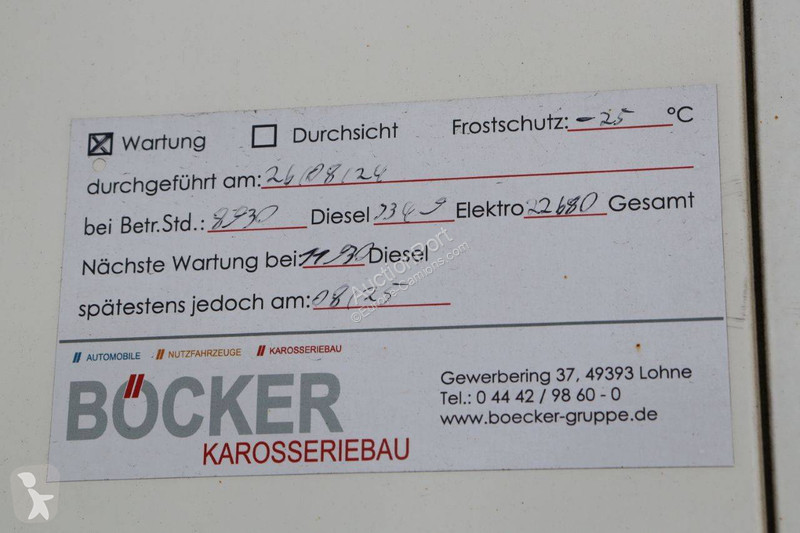 ☒ Wartung ☐ Durchsicht Frostschutz: -25 °C
durchgeführt am: 26/08/24
bei Betr.Std.: 8930 Diesel 2349 Elektro 22680 Gesamt
Nächste Wartung bei 11930 Diesel
spätestens jedoch am: 08/25
AUTOMOBILE NUTZFAHRZEUGE KAROSSERIEBAU
BÖCKER
KAROSSERIEBAU
Gewerbering 37, 49393 Lohne
Tel.: 0 44 42 / 98 60 - 0
www.boecker-gruppe.de
AuctionPort